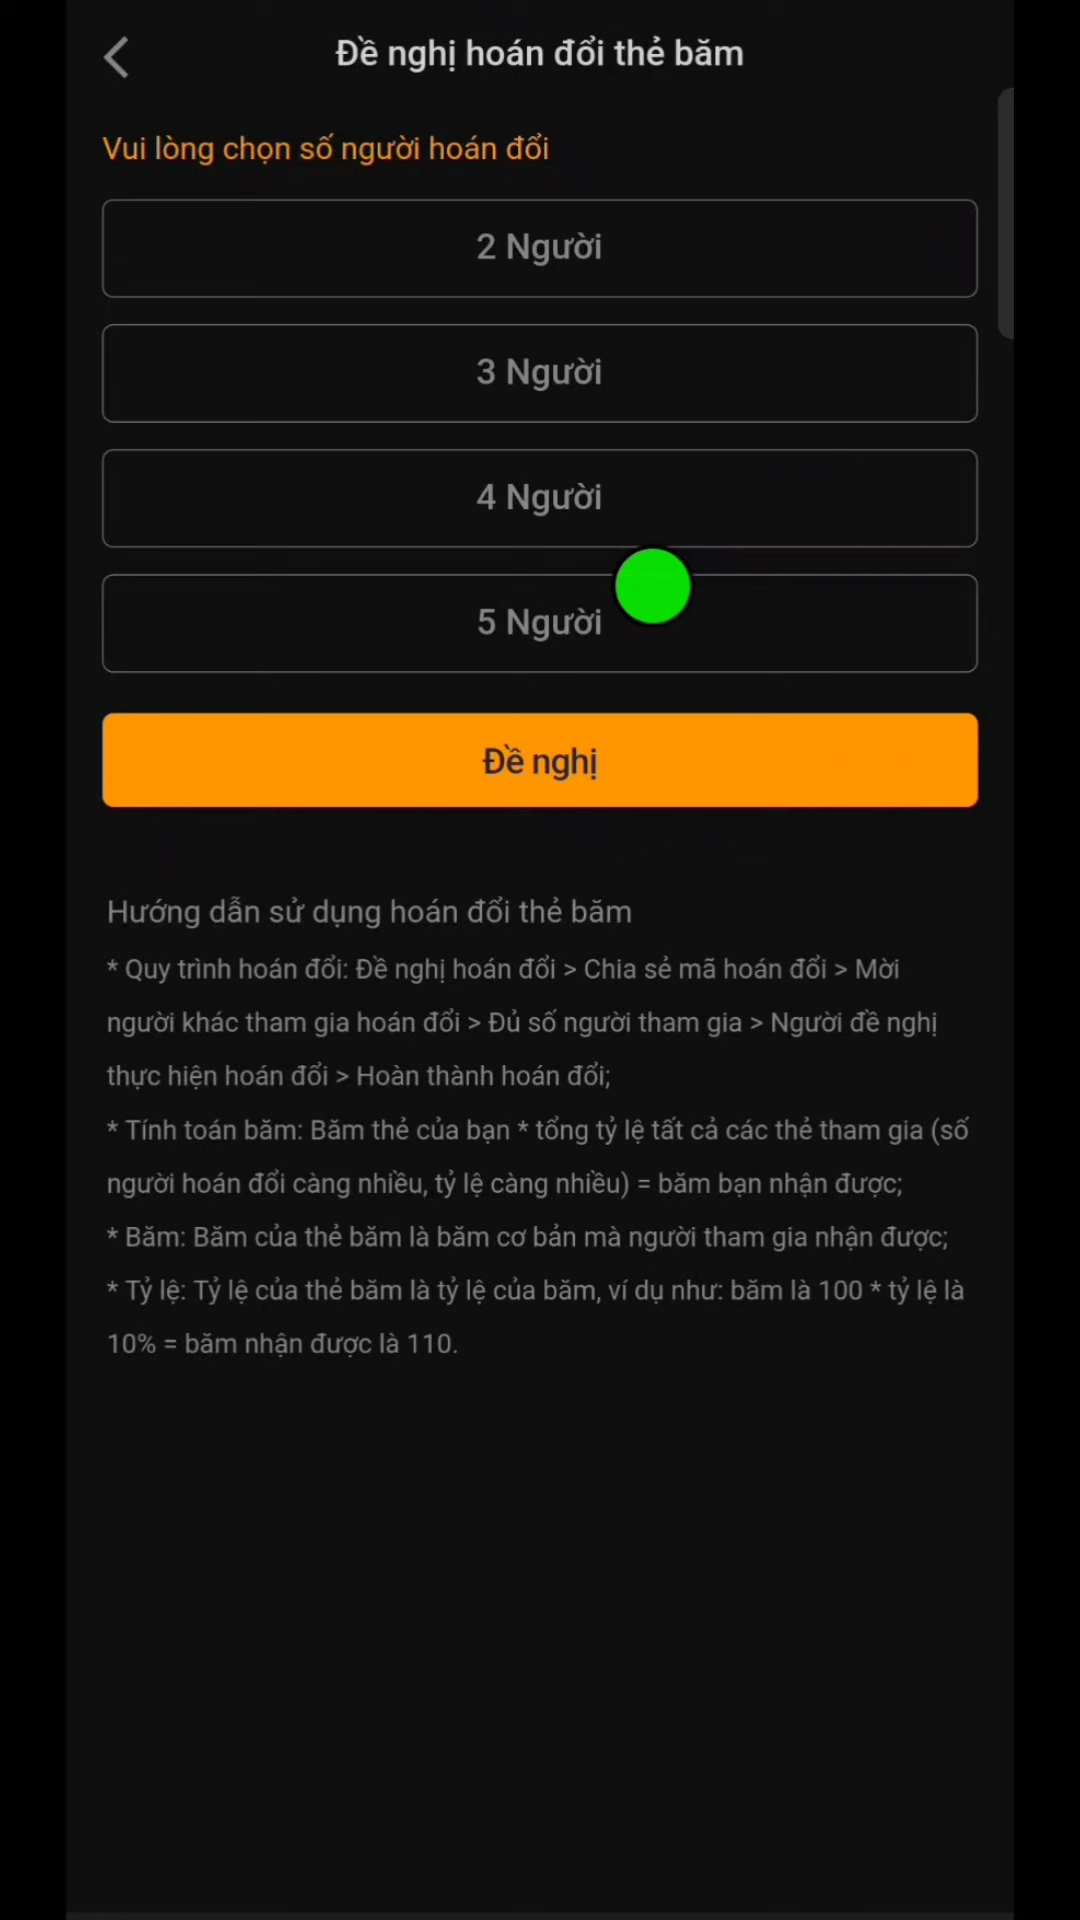 Đề nghị hoán đổi thẻ băm
Vui lòng chọn số người hoán đổi
2 Người
3 Người
4 Người
5 Người
Đề nghị
Hướng dẫn sử dụng hoán đổi thẻ băm
* Quy trình hoán đổi: Đề nghị hoán đổi > Chia sẻ mã hoán đổi > Mời
người khác tham gia hoán đổi > Đủ số người tham gia > Người đề nghị
thực hiện hoán đổi > Hoàn thành hoán đổi;
* Tính toán băm: Băm thẻ của bạn * tổng tỷ lệ tất cả các thẻ tham gia (số
người hoán đổi càng nhiều, tỷ lệ càng nhiều) = băm bạn nhận được;
* Băm: Băm của thẻ băm là băm cơ bản mà người tham gia nhận được;
* Tỷ lệ: Tỷ lệ của thẻ băm là tỷ lệ của băm, ví dụ như: băm là 100 * tỷ lệ là
10% = băm nhận được là 110.